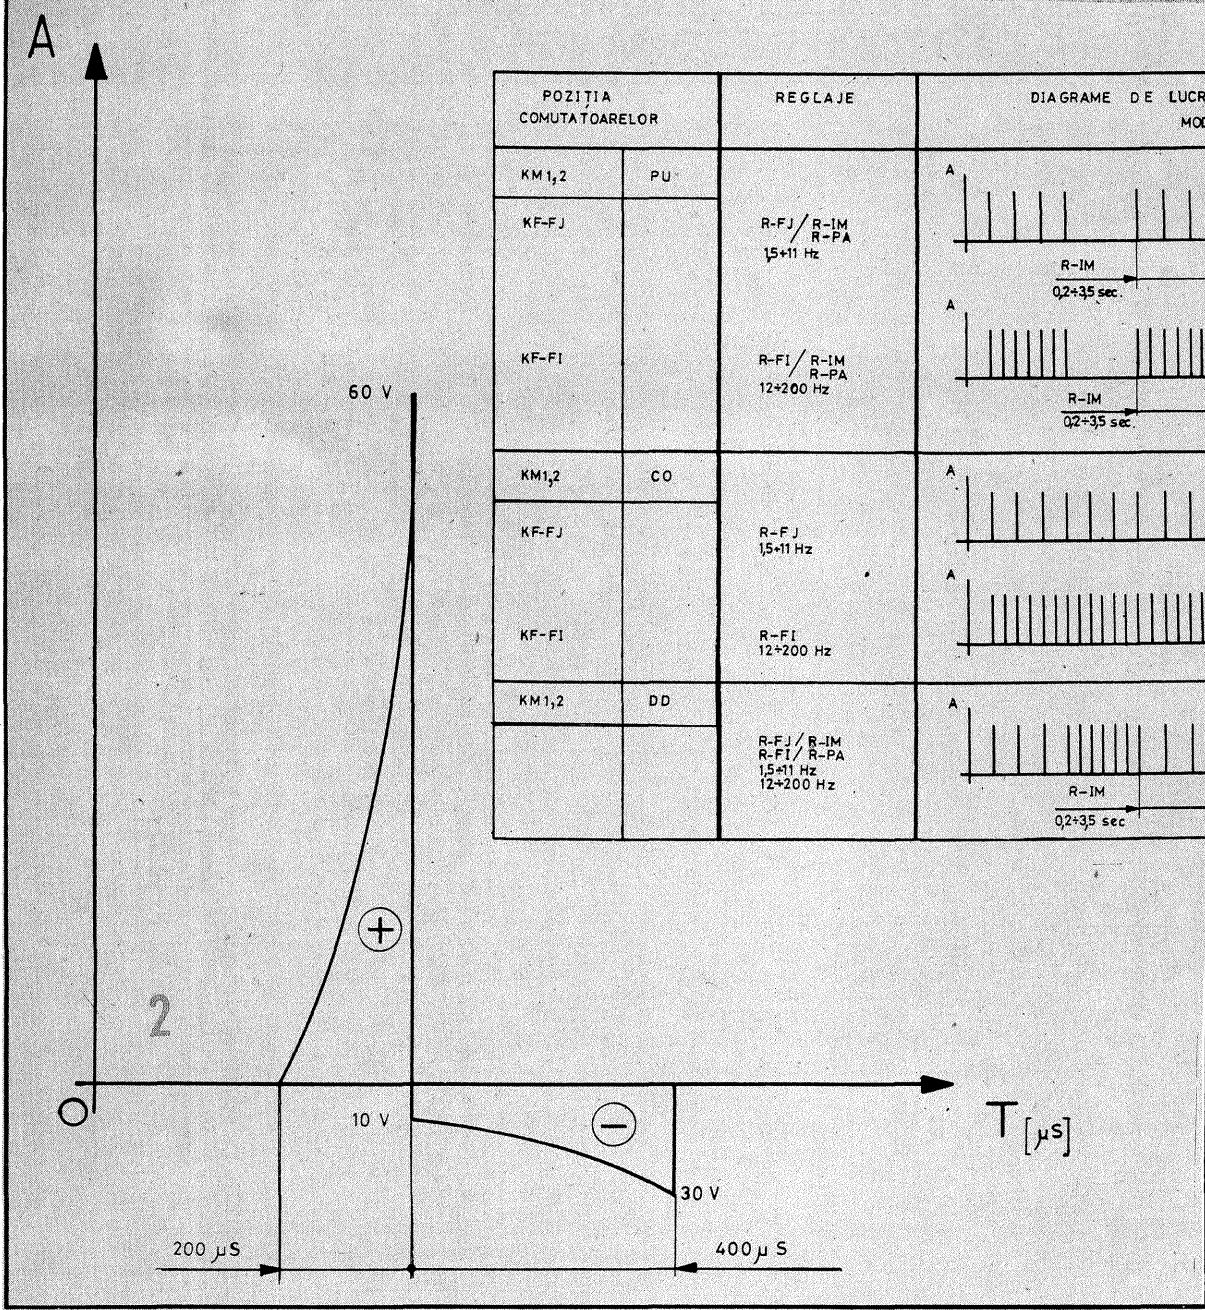 A
POZIȚIA
COMUTATOARELOR
REGLAJE
DIAGRAME DE LUCR
MOD
KM1,2 PU
KF-FJ
R-FJ/R-IM
R-PA
1,5÷11 Hz
A
R-IM
0,2÷3,5 sec.
KF-FI
R-FI/R-IM
R-PA
12÷200 Hz
A
R-IM
0,2÷3,5 sec.
KM1,2 CO
KF-FJ
R-FJ
1,5÷11 Hz
A
KF-FI
R-FI
12÷200 Hz
A
KM1,2 DD
R-FJ/R-IM
R-FI/R-PA
1,5÷11 Hz
12÷200 Hz
A
R-IM
0,2÷3,5 sec
60 V
+
2
O
10 V
−
30 V
T [μS]
200 μS
400 μS